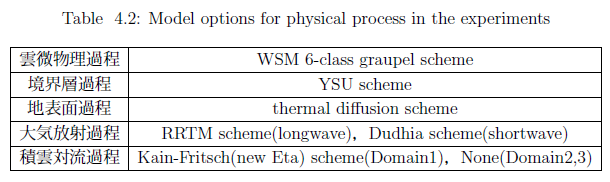 Table 4.2: Model options for physical process in the experiments
雲微物理過程 WSM 6-class graupel scheme
境界層過程 YSU scheme
地表面過程 thermal diffusion scheme
大気放射過程 RRTM scheme(longwave)，Dudhia scheme(shortwave)
積雲対流過程 Kain-Fritsch(new Eta) scheme(Domain1)，None(Domain2,3)